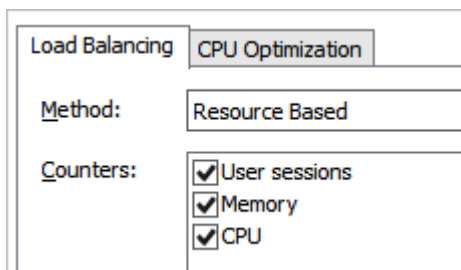 Load Balancing CPU Optimization
Method: Resource Based
Counters: User sessions
Memory
CPU